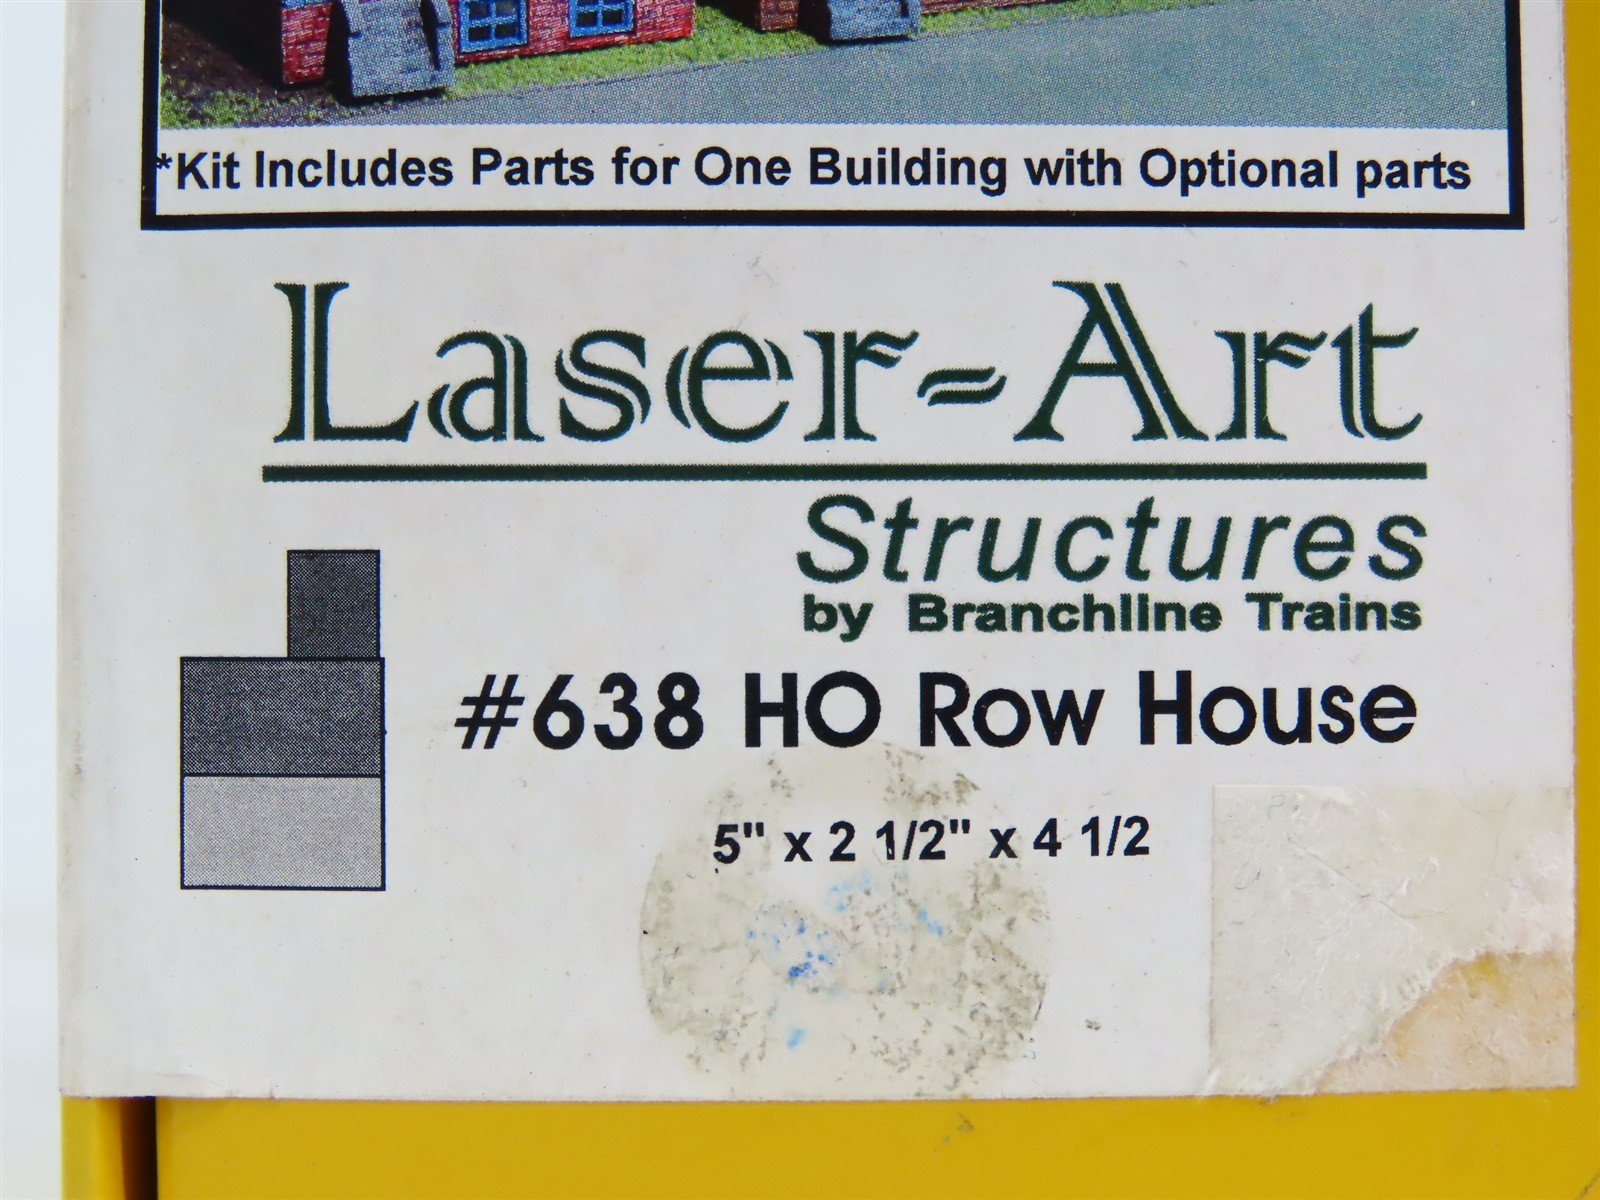 *Kit Includes Parts for One Building with Optional parts
Laser-Art
Structures
by Branchline Trains
#638 HO Row House
5" x 2 1/2" x 4 1/2